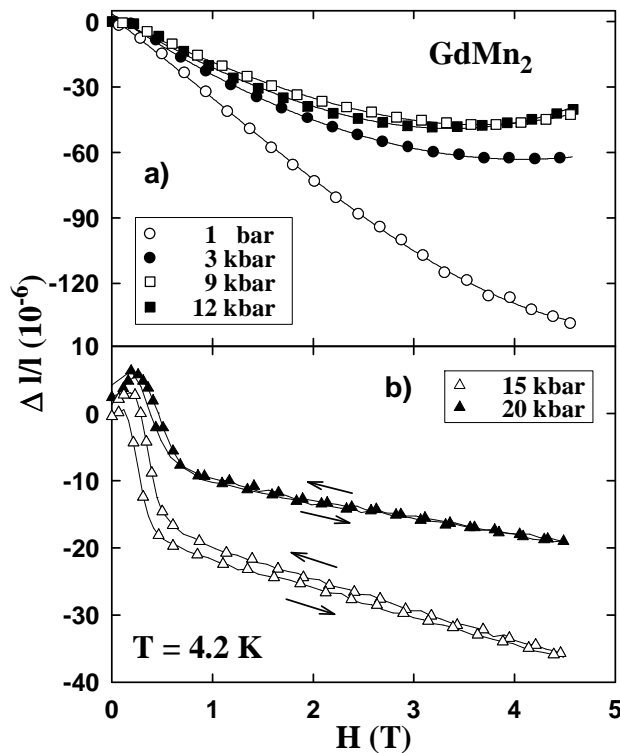 0
-30
-60
-90
-120
GdMn₂
a)
1 bar
3 kbar
9 kbar
12 kbar
Δ l/l (10⁻⁶)
10
0
-10
-20
-30
-40
b)
15 kbar
20 kbar
T = 4.2 K
0 1 2 3 4 5
H (T)